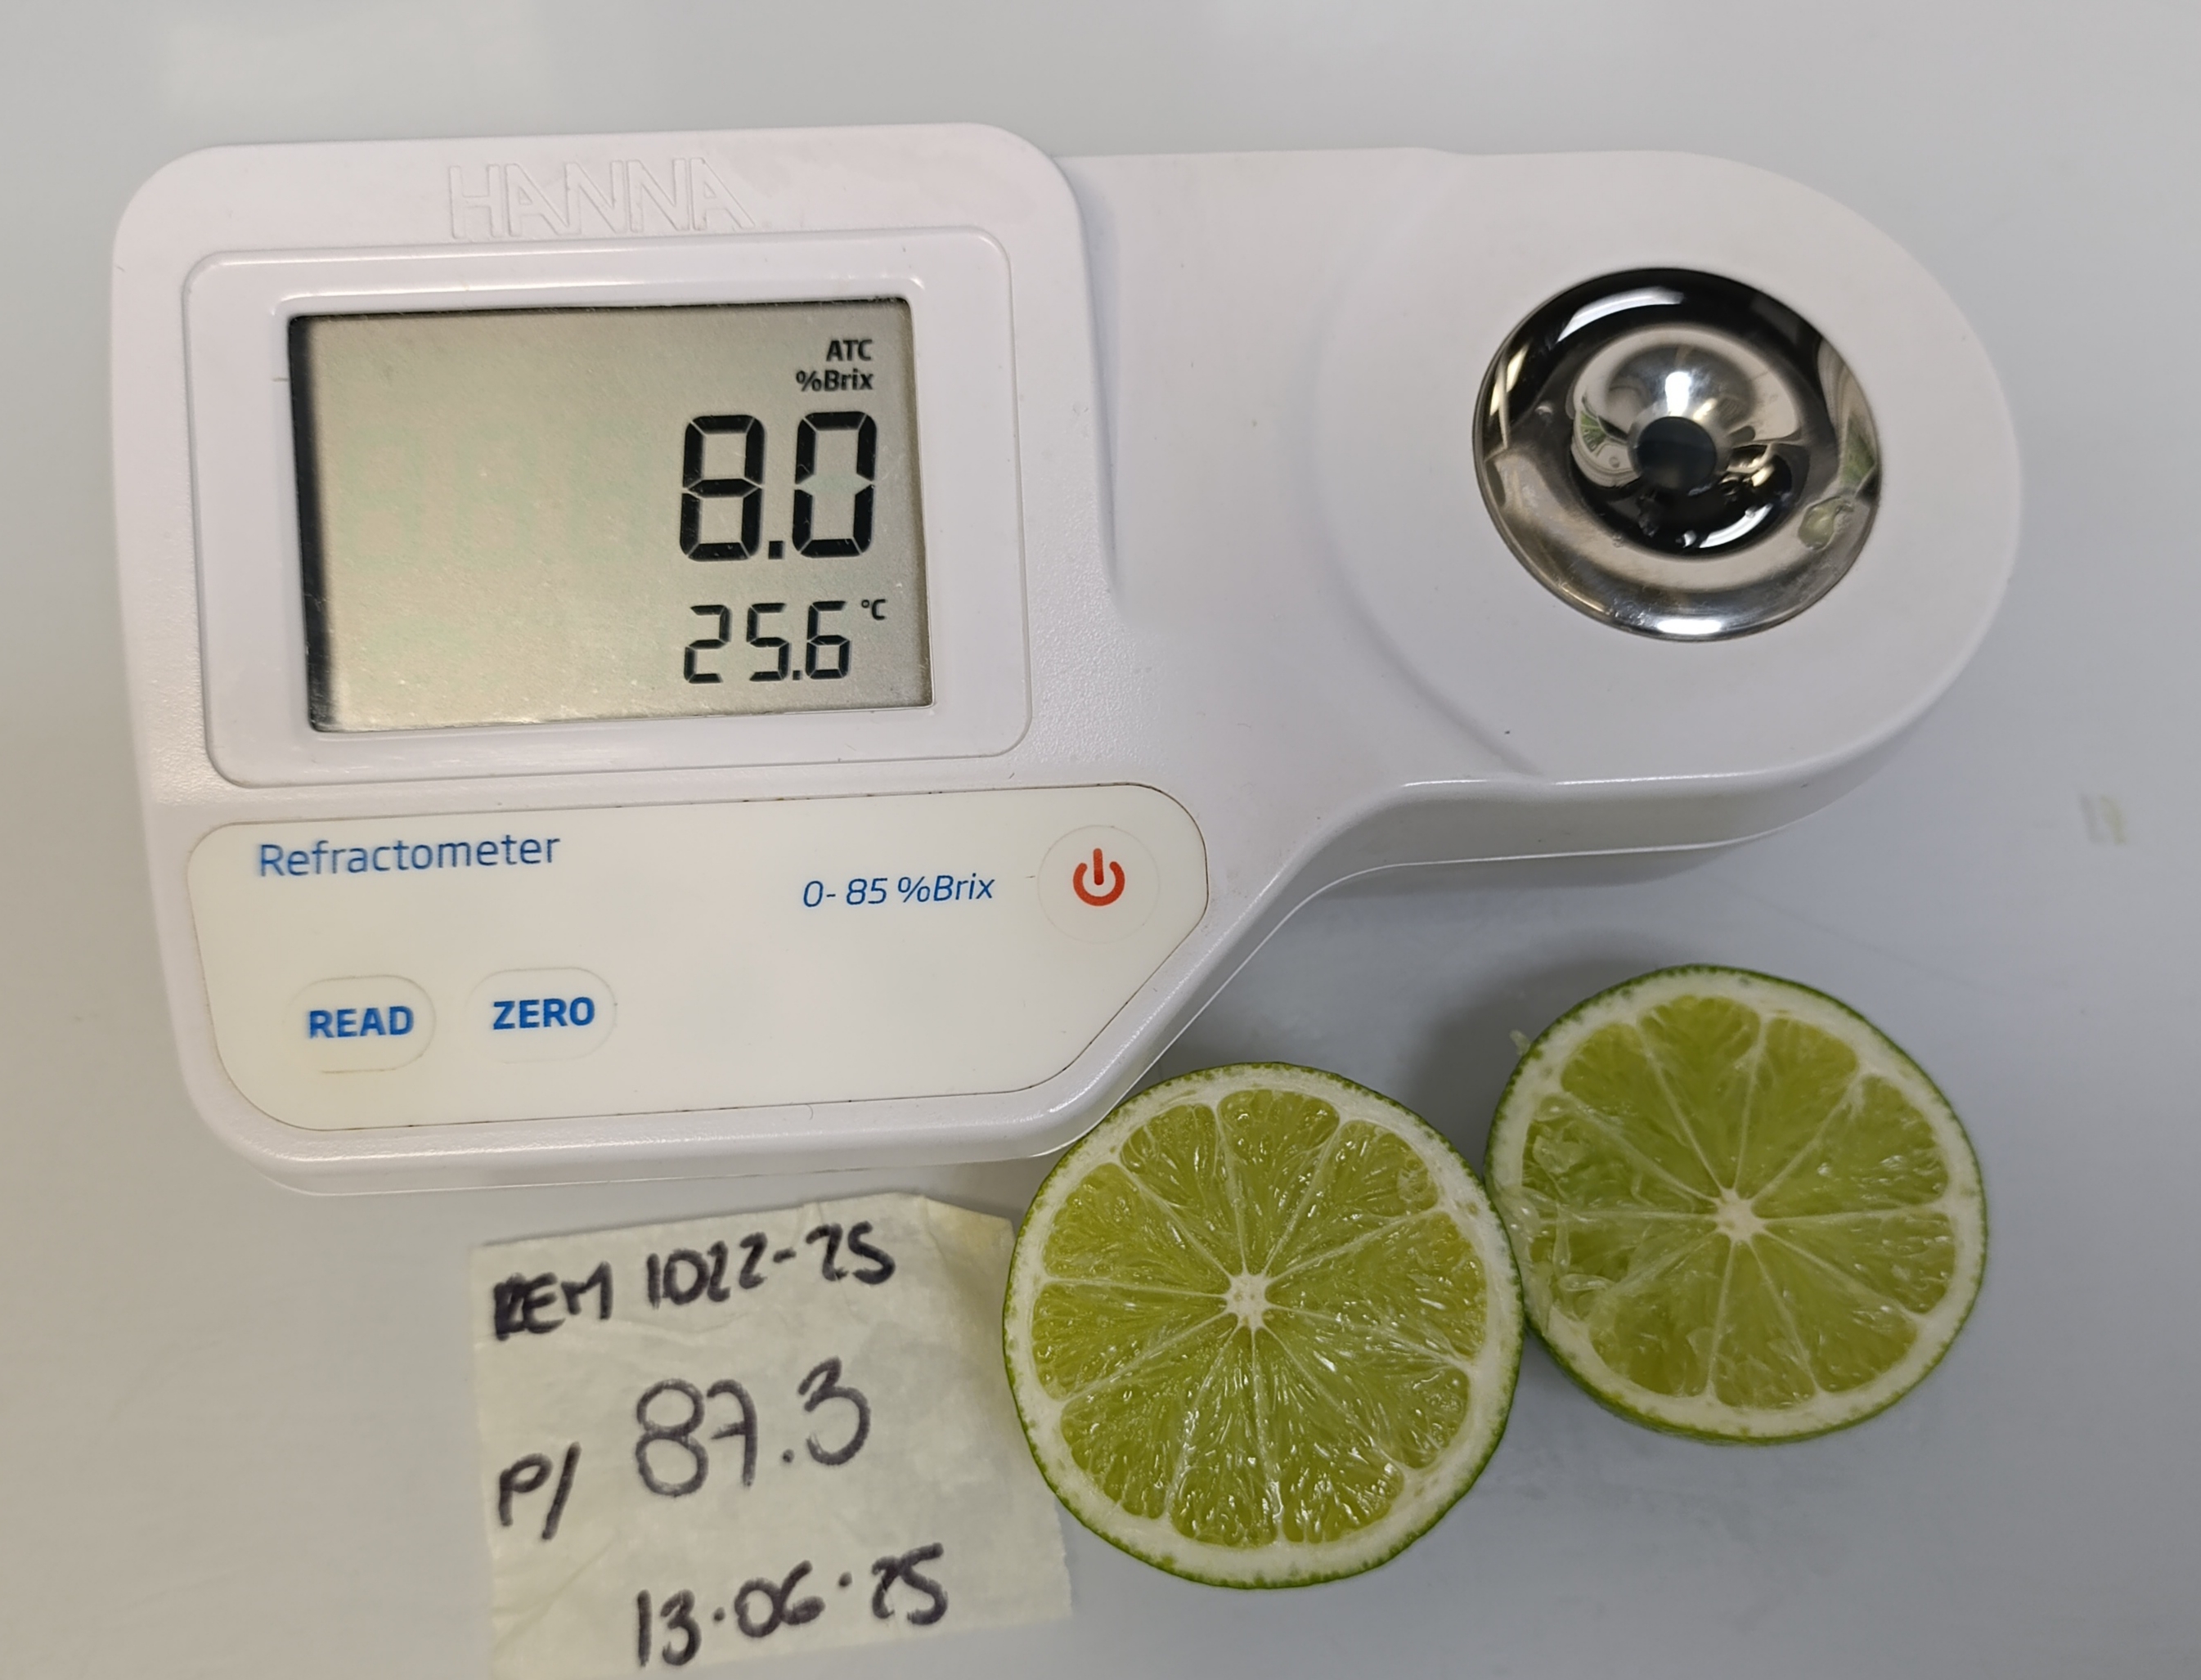 HANNA
ATC
%Brix
8.0
25.6 °C
Refractometer
0-85 %Brix
READ ZERO
REM 1022-25
P/ 87.3
13.06.25